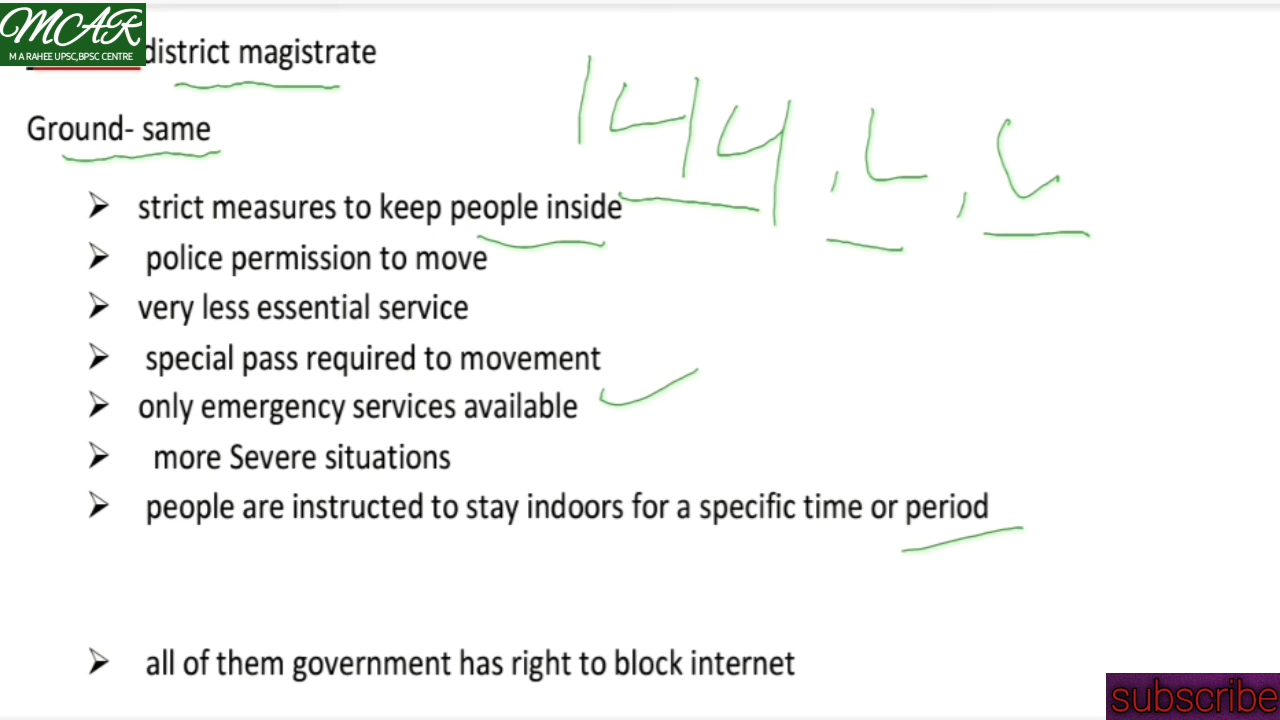 MCAR
M A RAHEE UPSC,BPSC CENTRE
district magistrate
Ground- same
144, L, C
➢ strict measures to keep people inside
➢ police permission to move
➢ very less essential service
➢ special pass required to movement
➢ only emergency services available
➢ more Severe situations
➢ people are instructed to stay indoors for a specific time or period
➢ all of them government has right to block internet
subscribe